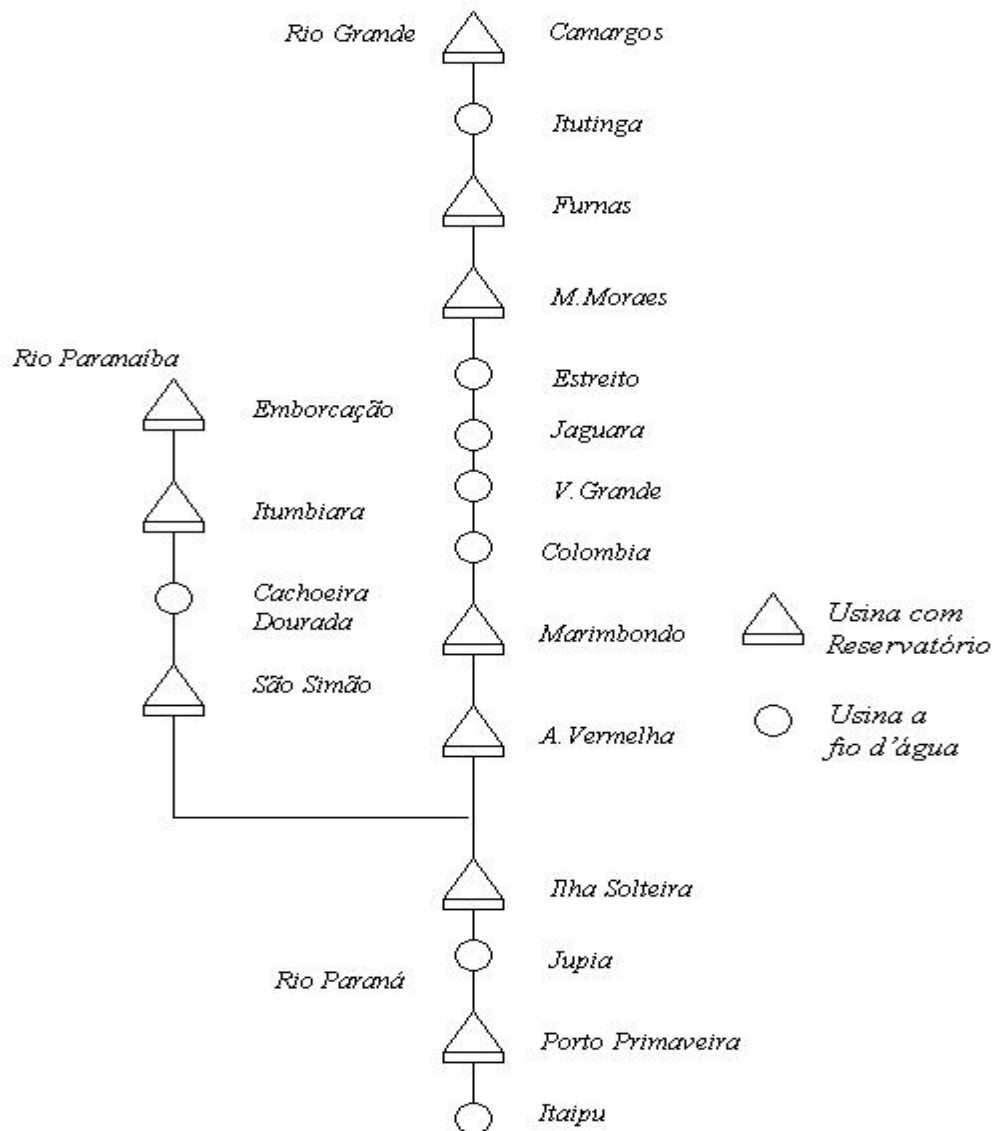 Rio Grande
Camargos
Itutinga
Furnas
M.Moraes
Rio Paranaíba
Estreito
Emborcação
Jaguara
V.Grande
Itumbiara
Colombia
Cachoeira
Dourada
Marimbondo
Usina com
Reservatório
São Simão
A.Vermelha
Usina a
fio d'água
Ilha Solteira
Jupia
Rio Paraná
Porto Primaveira
Itaipu